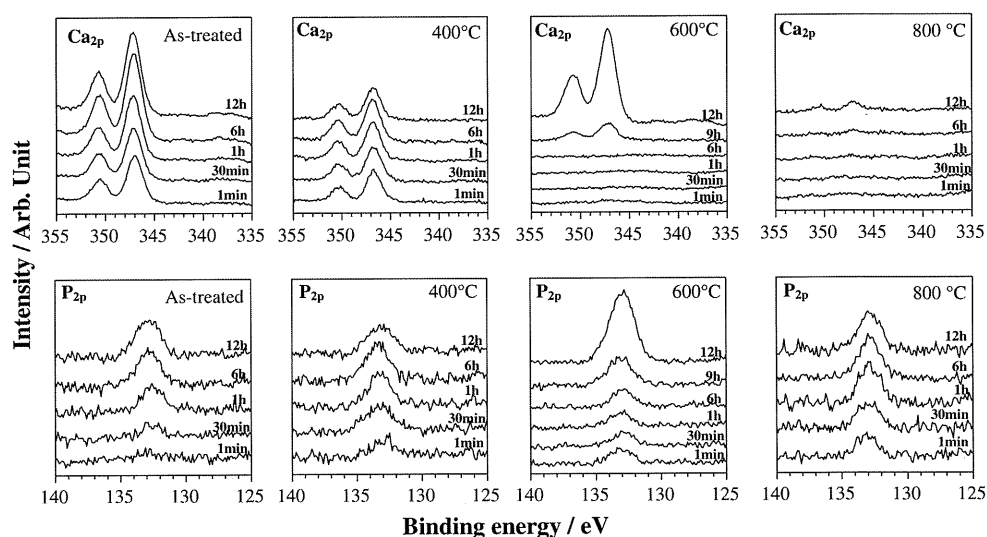 Ca2p As-treated
12h
6h
1h
30min
1min
355 350 345 340 335
Ca2p 400°C
12h
6h
1h
30min
1min
355 350 345 340 335
Ca2p 600°C
12h
9h
6h
1h
30min
1min
355 350 345 340 335
Ca2p 800 °C
12h
6h
1h
30min
1min
355 350 345 340 335
Intensity / Arb. Unit
P2p As-treated
12h
6h
1h
30min
1min
140 135 130 125
P2p 400°C
12h
6h
1h
30min
1min
140 135 130 125
P2p 600°C
12h
9h
6h
1h
30min
1min
140 135 130 125
P2p 800 °C
12h
6h
1h
30min
1min
140 135 130 125
Binding energy / eV